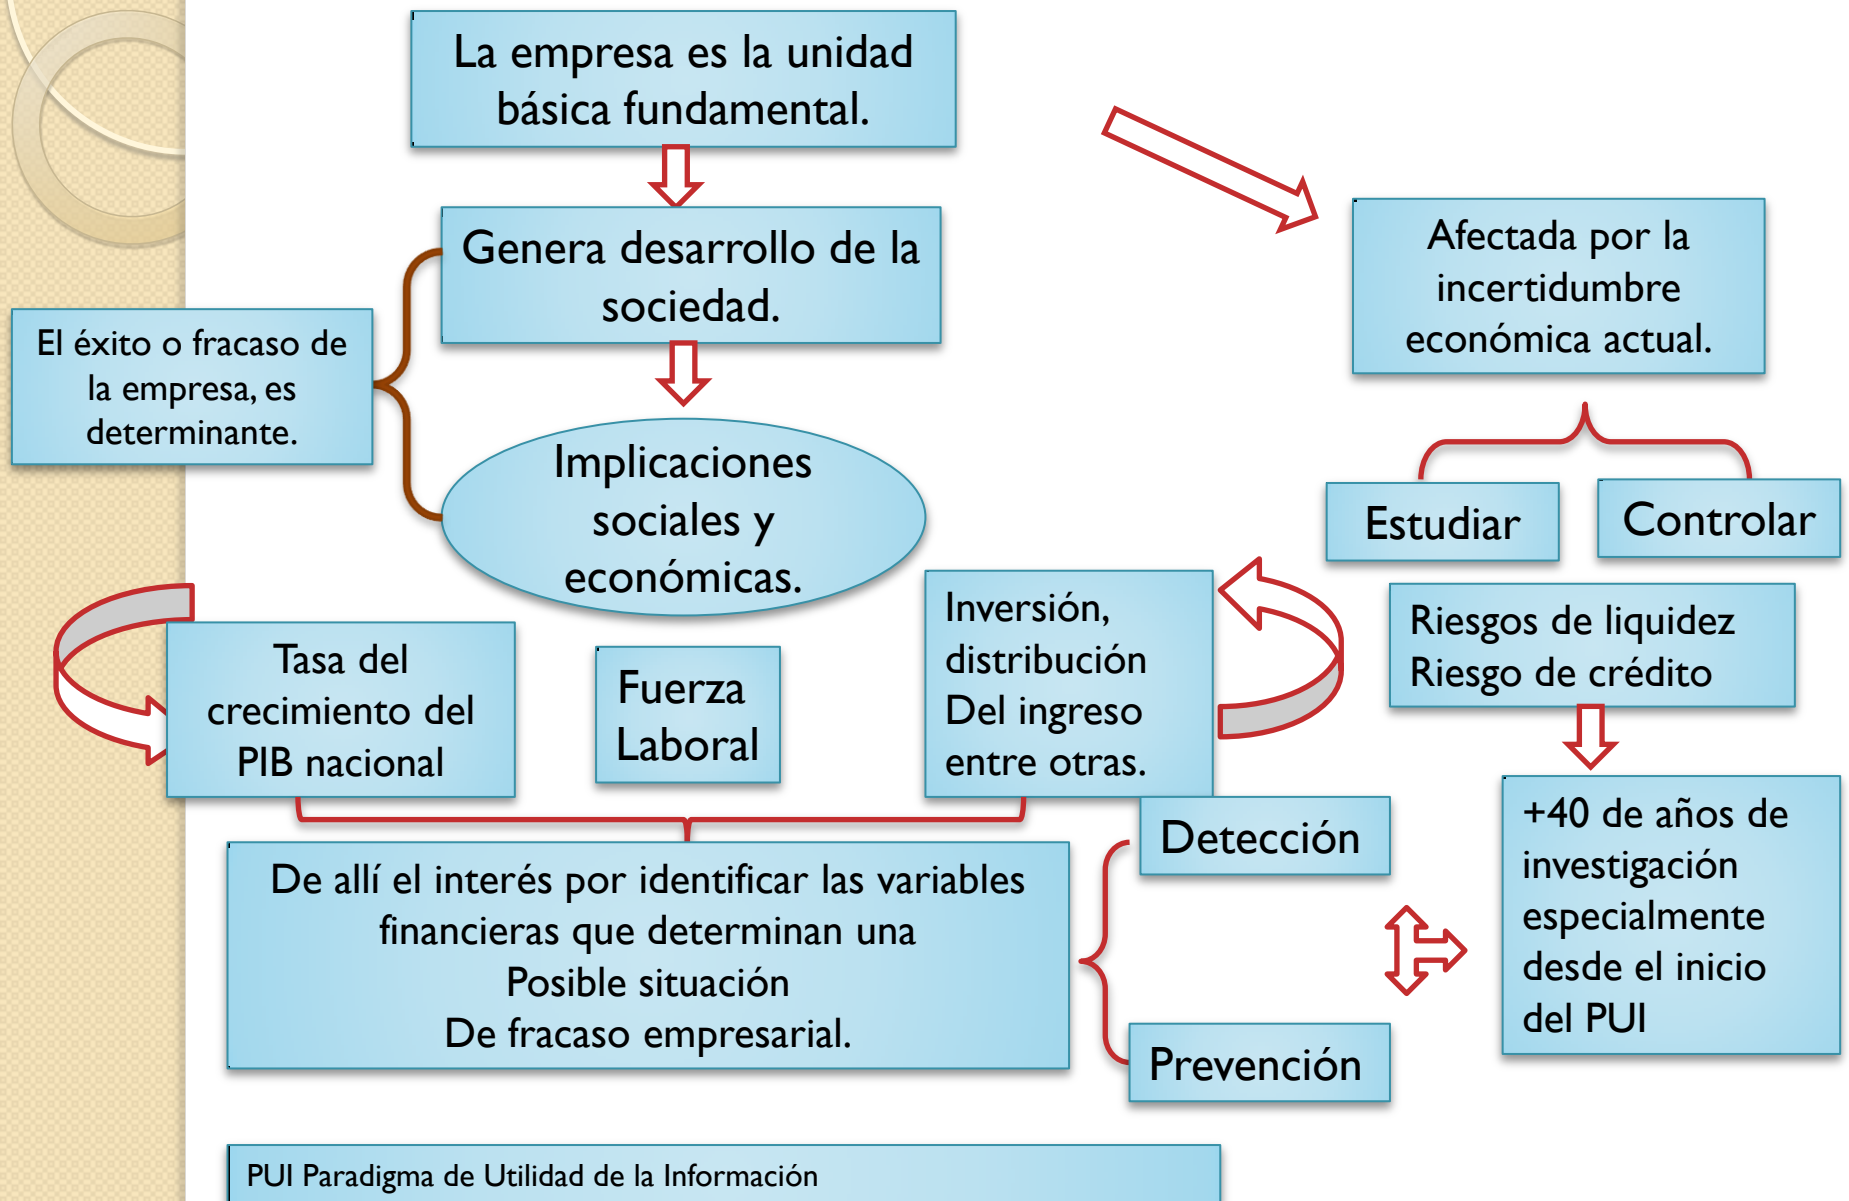 La empresa es la unidad
básica fundamental.
Genera desarrollo de la
sociedad.
El éxito o fracaso de
la empresa, es
determinante.
Implicaciones
sociales y
económicas.
Afectada por la
incertidumbre
económica actual.
Estudiar
Controlar
Riesgos de liquidez
Riesgo de crédito
Tasa del
crecimiento del
PIB nacional
Fuerza
Laboral
Inversión,
distribución
Del ingreso
entre otras.
De allí el interés por identificar las variables
financieras que determinan una
Posible situación
De fracaso empresarial.
Detección
Prevención
+40 de años de
investigación
especialmente
desde el inicio
del PUI
PUI Paradigma de Utilidad de la Información